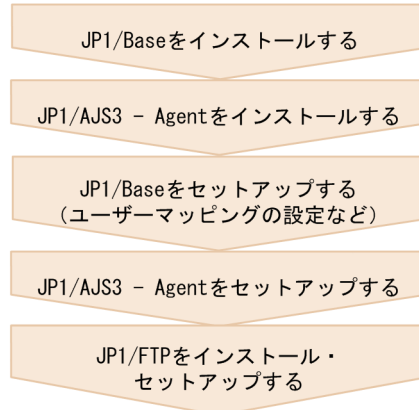 JP1/Baseをインストールする
JP1/AJS3 - Agentをインストールする
JP1/Baseをセットアップする
（ユーザーマッピングの設定など）
JP1/AJS3 - Agentをセットアップする
JP1/FTPをインストール・
セットアップする